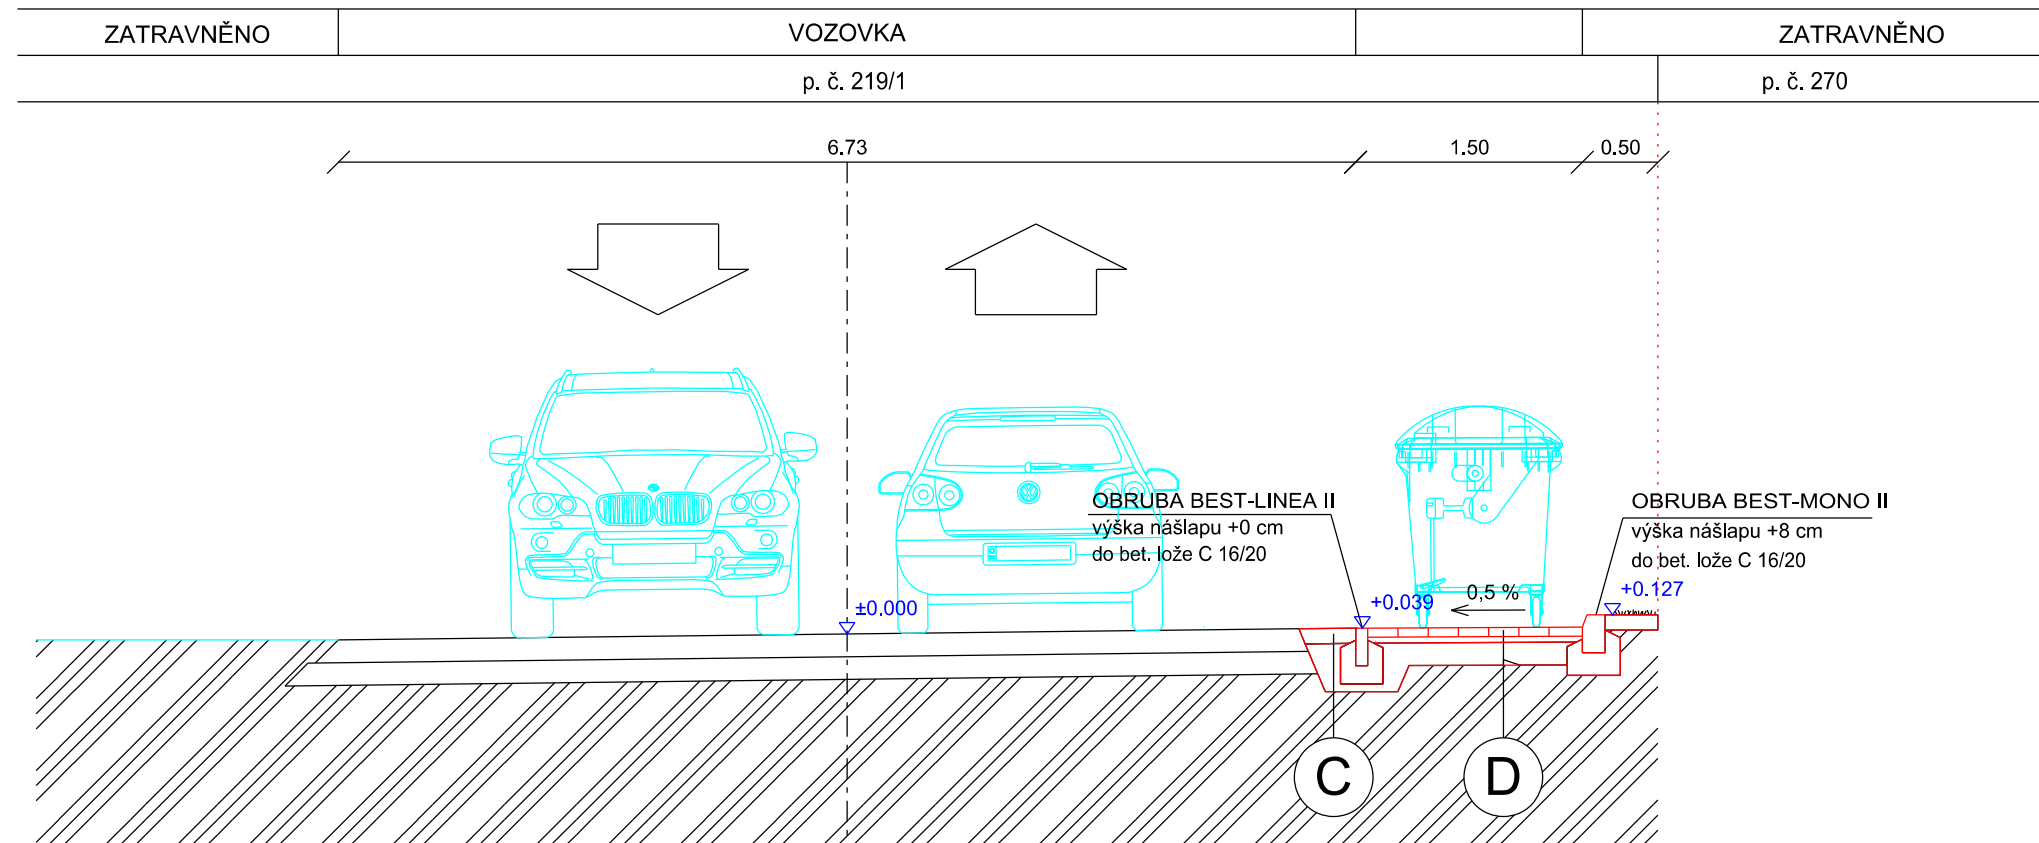 ZATRAVNĚNO
VOZOVKA
ZATRAVNĚNO
p. č. 219/1
p. č. 270
6.73
1.50
0.50
OBRUBA BEST-LINEA II
výška nášlapu +0 cm
do bet. lože C 16/20
OBRUBA BEST-MONO II
výška nášlapu +8 cm
do bet. lože C 16/20
±0.000
+0.039
0,5 %
+0.127
C
D